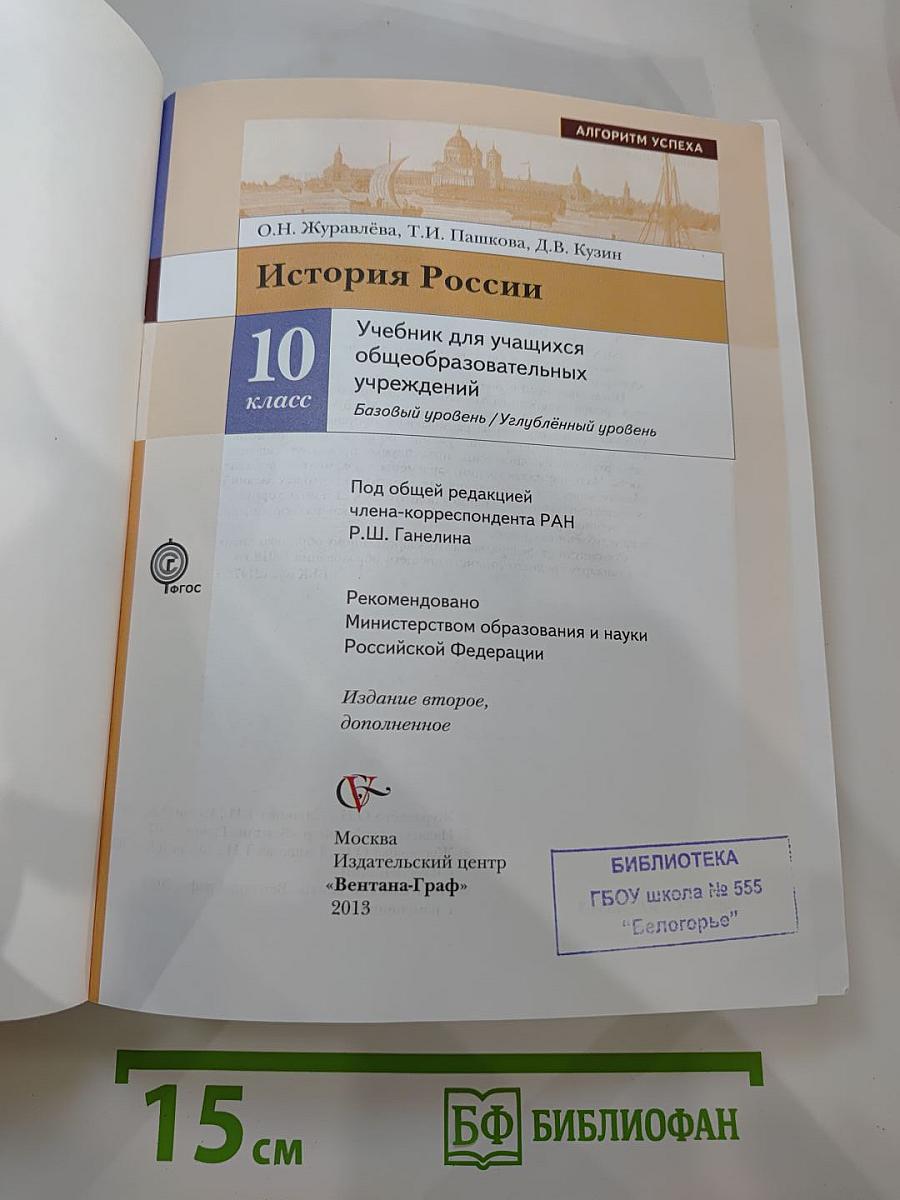 АЛГОРИТМ УСПЕХА
О.Н. Журавлёва, Т.И. Пашкова, Д.В. Кузин
История России
10
класс
Учебник для учащихся
общеобразовательных
учреждений
Базовый уровень / Углублённый уровень
Под общей редакцией
члена-корреспондента РАН
Р.Ш. Ганелина
ФГОС
Рекомендовано
Министерством образования и науки
Российской Федерации
Издание второе,
дополненное
Москва
Издательский центр
«Вентана-Граф»
2013
БИБЛИОТЕКА
ГБОУ школа № 555
"Белогорье"
15 см
БФ БИБЛИОФАН